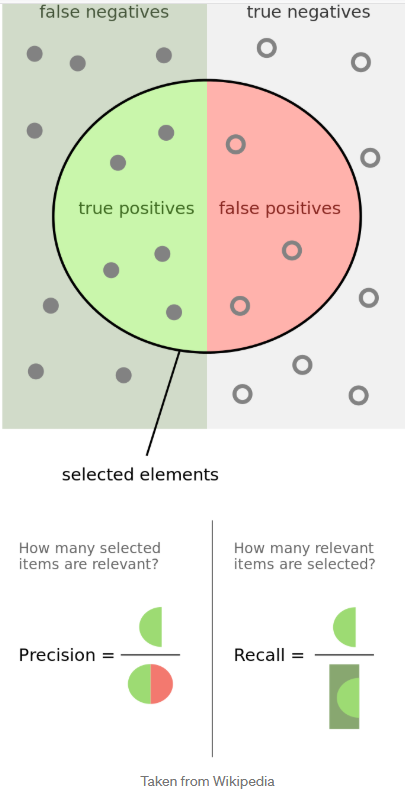 false negatives
true negatives
true positives
false positives
selected elements
How many selected
items are relevant?
How many relevant
items are selected?
Precision =
Recall =
Taken from Wikipedia